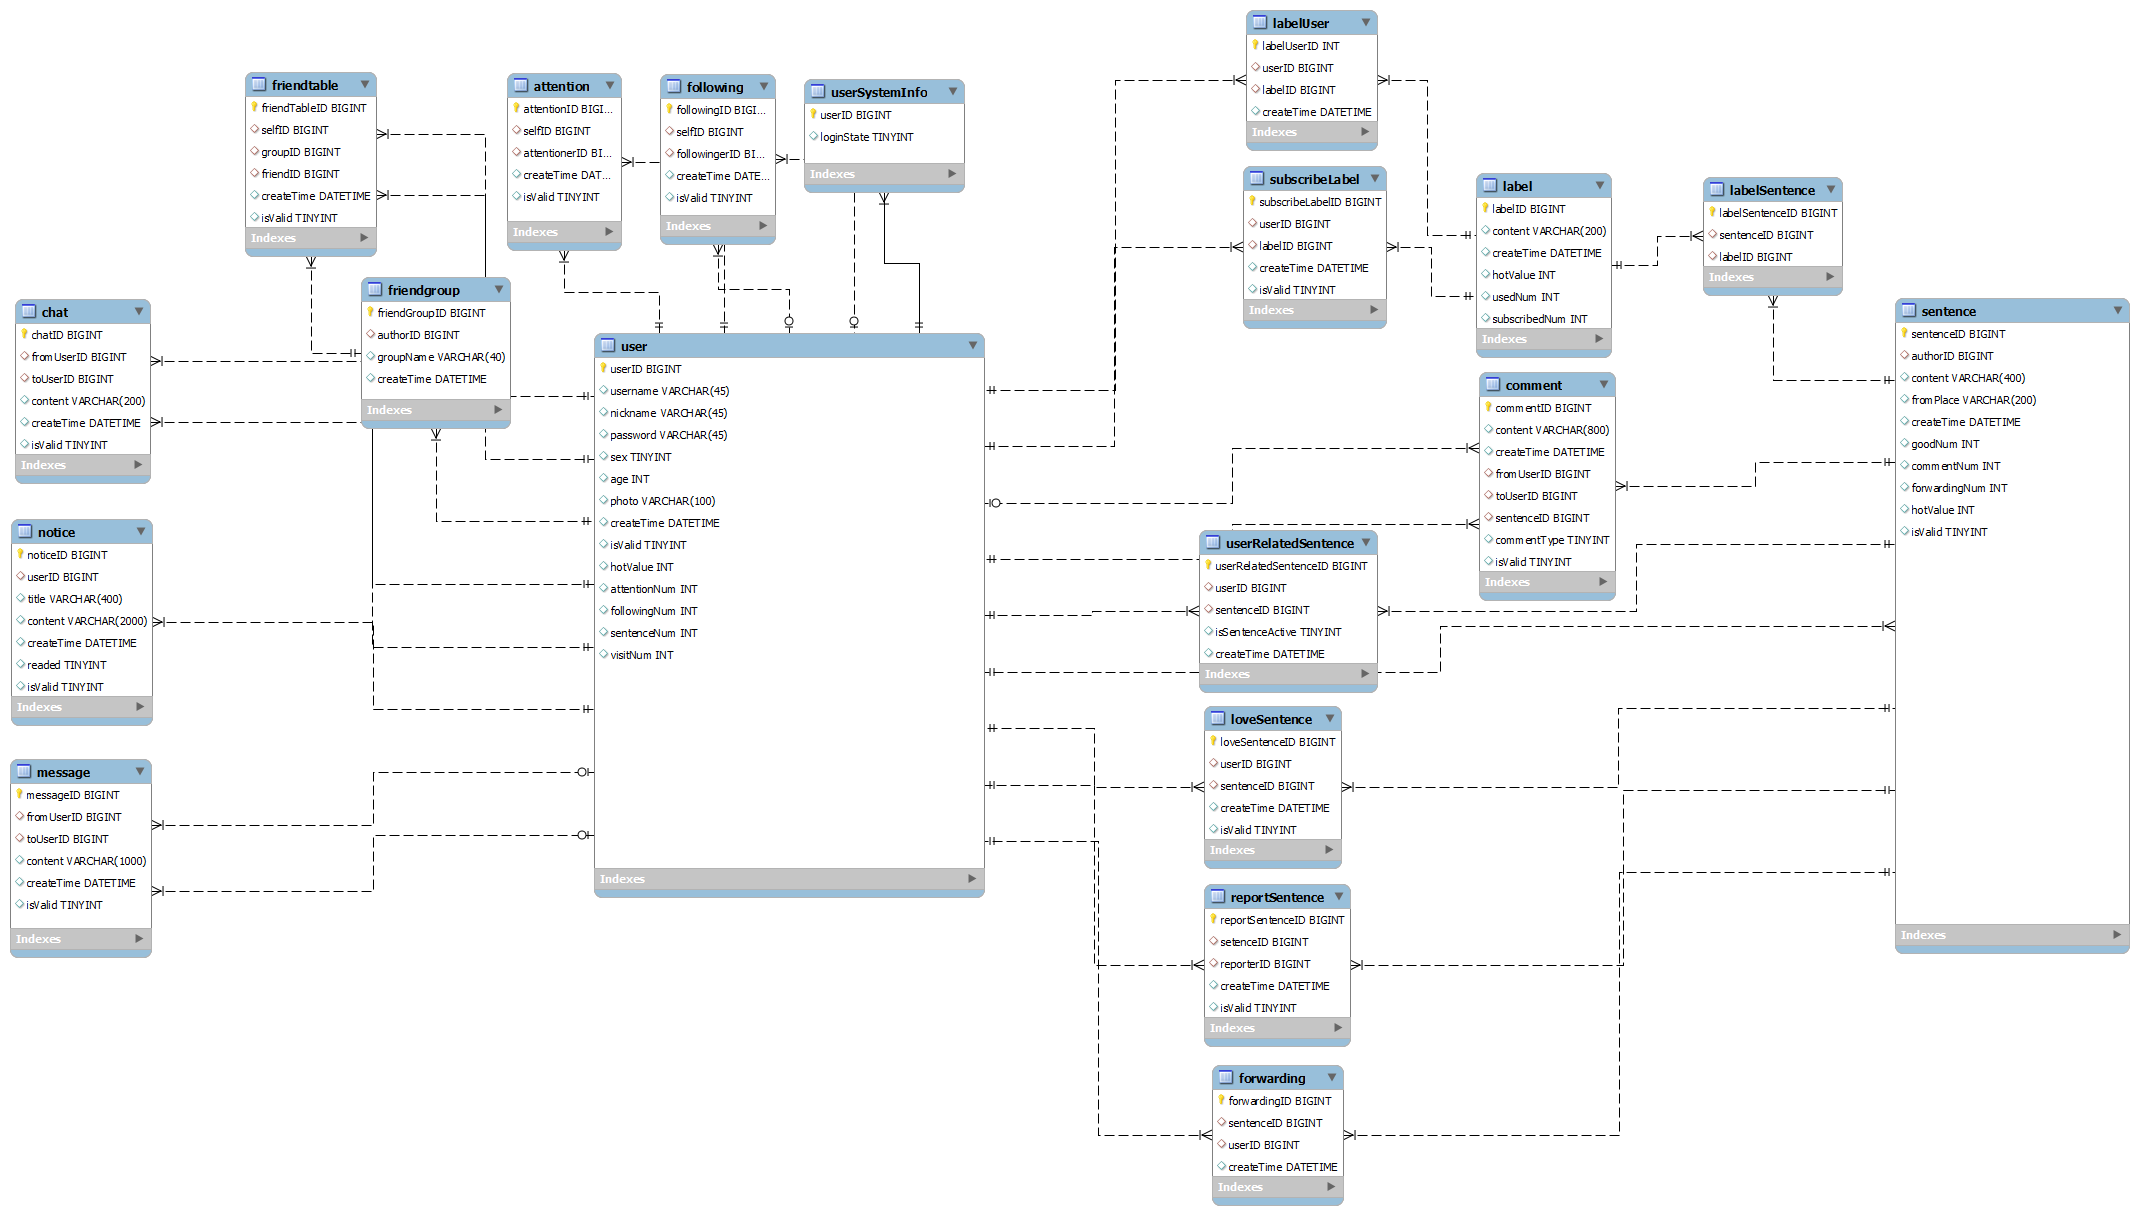 friendtable
friendTableID BIGINT
selfID BIGINT
groupID BIGINT
friendID BIGINT
createTime DATETIME
isValid TINYINT
Indexes
attention
attentionID BIGI...
selfID BIGINT
attentionerID BI...
createTime DAT...
isValid TINYINT
Indexes
following
followingID BIGI...
selfID BIGINT
followingerID BI...
createTime DATE...
isValid TINYINT
Indexes
userSystemInfo
userID BIGINT
loginState TINYINT
Indexes
labelUser
labelUserID INT
userID BIGINT
labelID BIGINT
createTime DATETIME
Indexes
subscribeLabel
subscribeLabelID BIGINT
userID BIGINT
labelID BIGINT
createTime DATETIME
isValid TINYINT
Indexes
label
labelID BIGINT
content VARCHAR(200)
createTime DATETIME
hotValue INT
usedNum INT
subscribedNum INT
Indexes
labelSentence
labelSentenceID BIGINT
sentenceID BIGINT
labelID BIGINT
Indexes
chat
chatID BIGINT
fromUserID BIGINT
toUserID BIGINT
content VARCHAR(200)
createTime DATETIME
isValid TINYINT
Indexes
friendgroup
friendGroupID BIGINT
authorID BIGINT
groupName VARCHAR(40)
createTime DATETIME
Indexes
user
userID BIGINT
username VARCHAR(45)
nickname VARCHAR(45)
password VARCHAR(45)
sex TINYINT
age INT
photo VARCHAR(100)
createTime DATETIME
isValid TINYINT
hotValue INT
attentionNum INT
followingNum INT
sentenceNum INT
visitNum INT
Indexes
comment
commentID BIGINT
content VARCHAR(800)
createTime DATETIME
fromUserID BIGINT
toUserID BIGINT
sentenceID BIGINT
commentType TINYINT
isValid TINYINT
Indexes
sentence
sentenceID BIGINT
authorID BIGINT
content VARCHAR(400)
fromPlace VARCHAR(200)
createTime DATETIME
goodNum INT
commentNum INT
forwardingNum INT
hotValue INT
isValid TINYINT
Indexes
notice
noticeID BIGINT
userID BIGINT
title VARCHAR(400)
content VARCHAR(2000)
createTime DATETIME
readed TINYINT
isValid TINYINT
Indexes
userRelatedSentence
userRelatedSentenceID BIGINT
userID BIGINT
sentenceID BIGINT
isSentenceActive TINYINT
createTime DATETIME
Indexes
message
messageID BIGINT
fromUserID BIGINT
toUserID BIGINT
content VARCHAR(1000)
createTime DATETIME
isValid TINYINT
Indexes
loveSentence
loveSentenceID BIGINT
userID BIGINT
sentenceID BIGINT
createTime DATETIME
isValid TINYINT
Indexes
reportSentence
reportSentenceID BIGINT
setenceID BIGINT
reporterID BIGINT
createTime DATETIME
isValid TINYINT
Indexes
forwarding
forwardingID BIGINT
sentenceID BIGINT
userID BIGINT
createTime DATETIME
Indexes